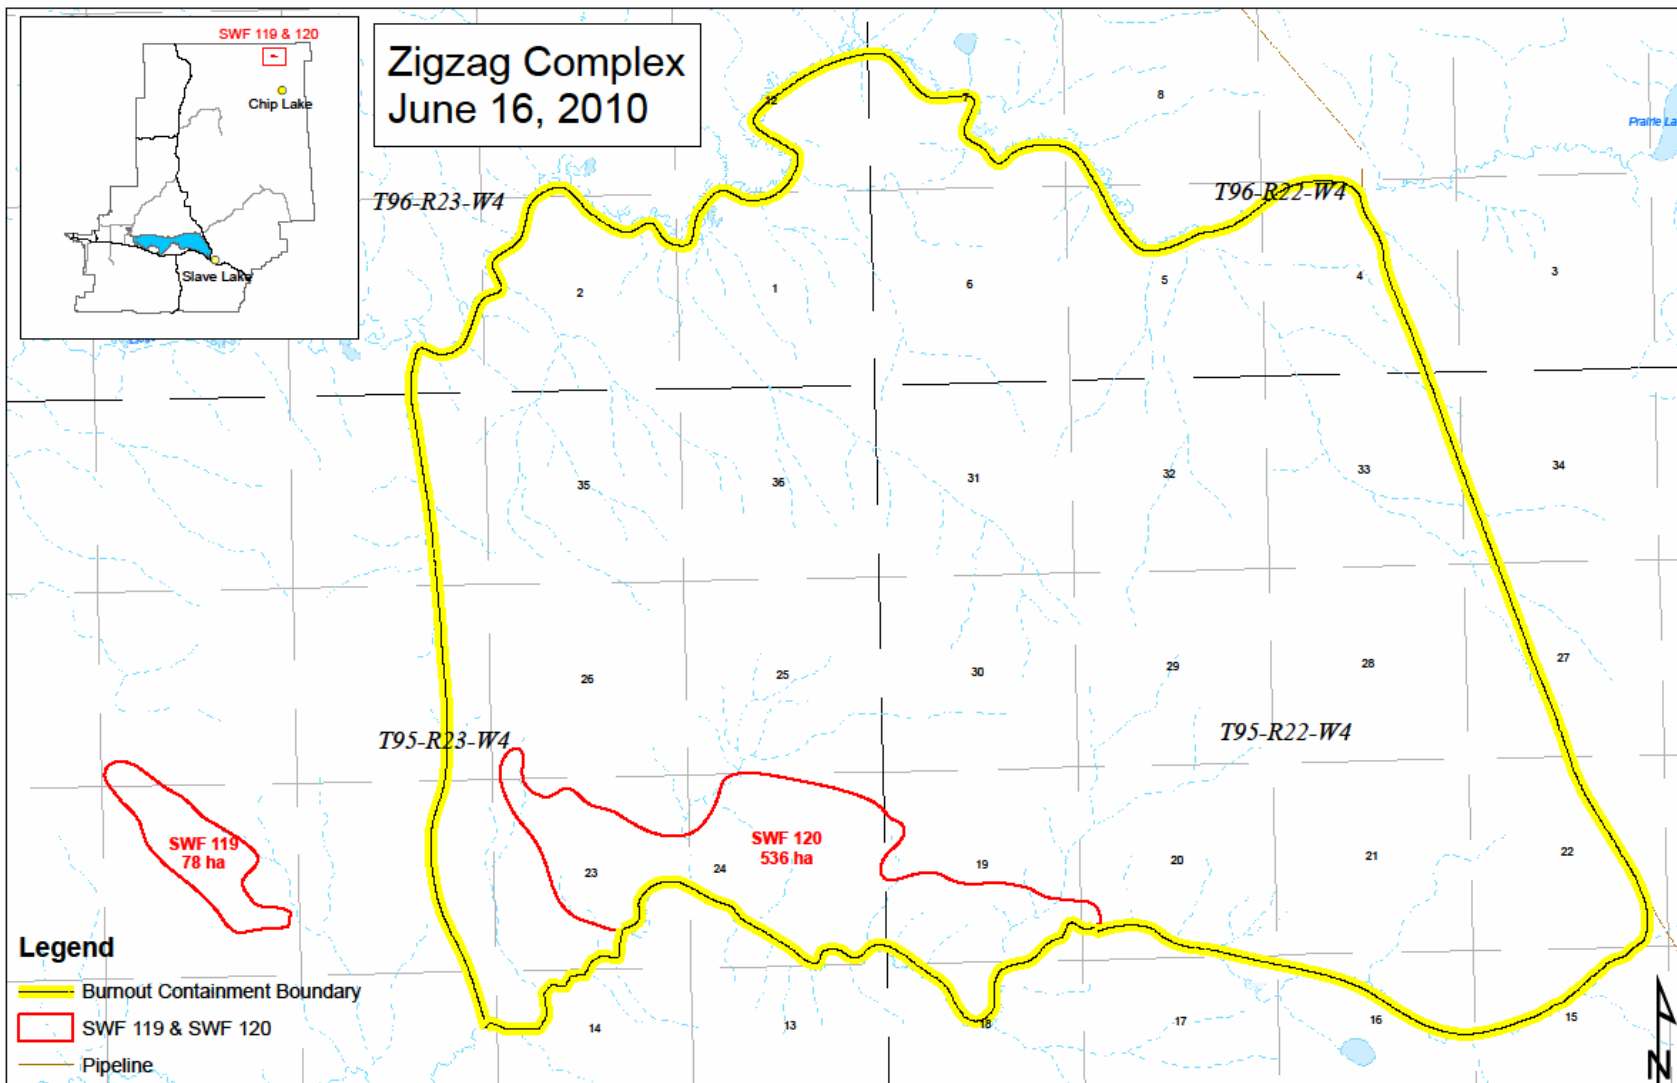 SWF 119 & 120
Chip Lake
Slave Lake
Zigzag Complex
June 16, 2010
12
7
8
Prairie La
T96-R23-W4
T96-R22-W4
2
1
6
5
4
3
35
36
31
32
33
34
26
25
30
29
28
27
T95-R23-W4
T95-R22-W4
SWF 119
78 ha
SWF 120
536 ha
23
24
19
20
21
22
14
13
18
17
16
15
Legend
Burnout Containment Boundary
SWF 119 & SWF 120
Pipeline
N